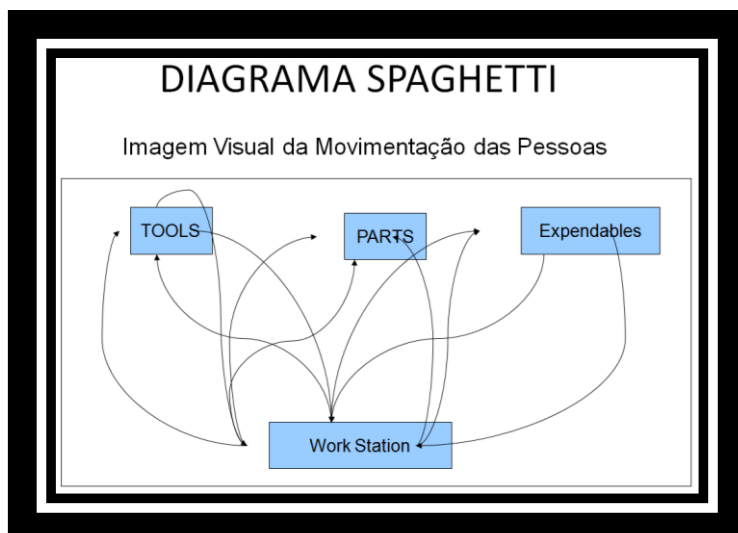 DIAGRAMA SPAGHETTI
Imagem Visual da Movimentação das Pessoas
TOOLS
PARTS
Expendables
Work Station